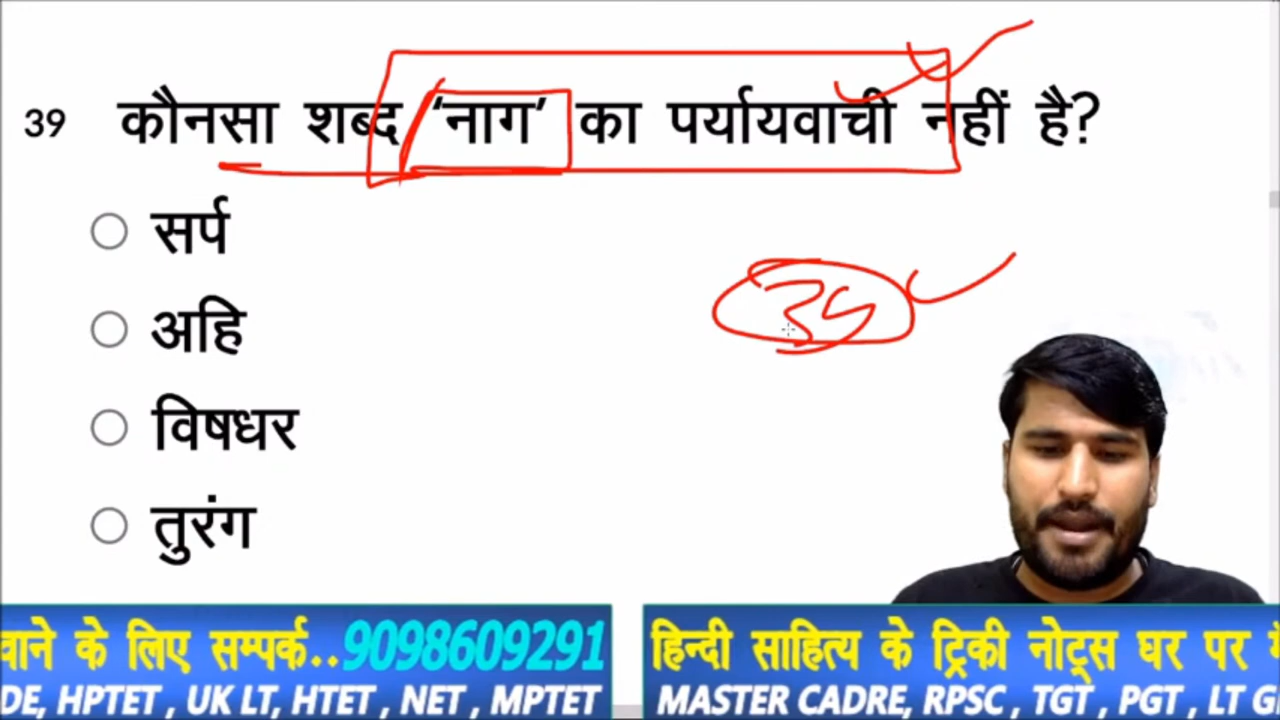 39 कौनसा शब्द 'नाग' का पर्यायवाची नहीं है?
सर्प
अहि
विषधर
तुरंग
वाने के लिए सम्पर्क..9098609291
हिन्दी साहित्य के ट्रिकी नोट्स घर पर
DE, HPTET , UK LT, HTET , NET , MPTET
MASTER CADRE, RPSC , TGT , PGT , LT